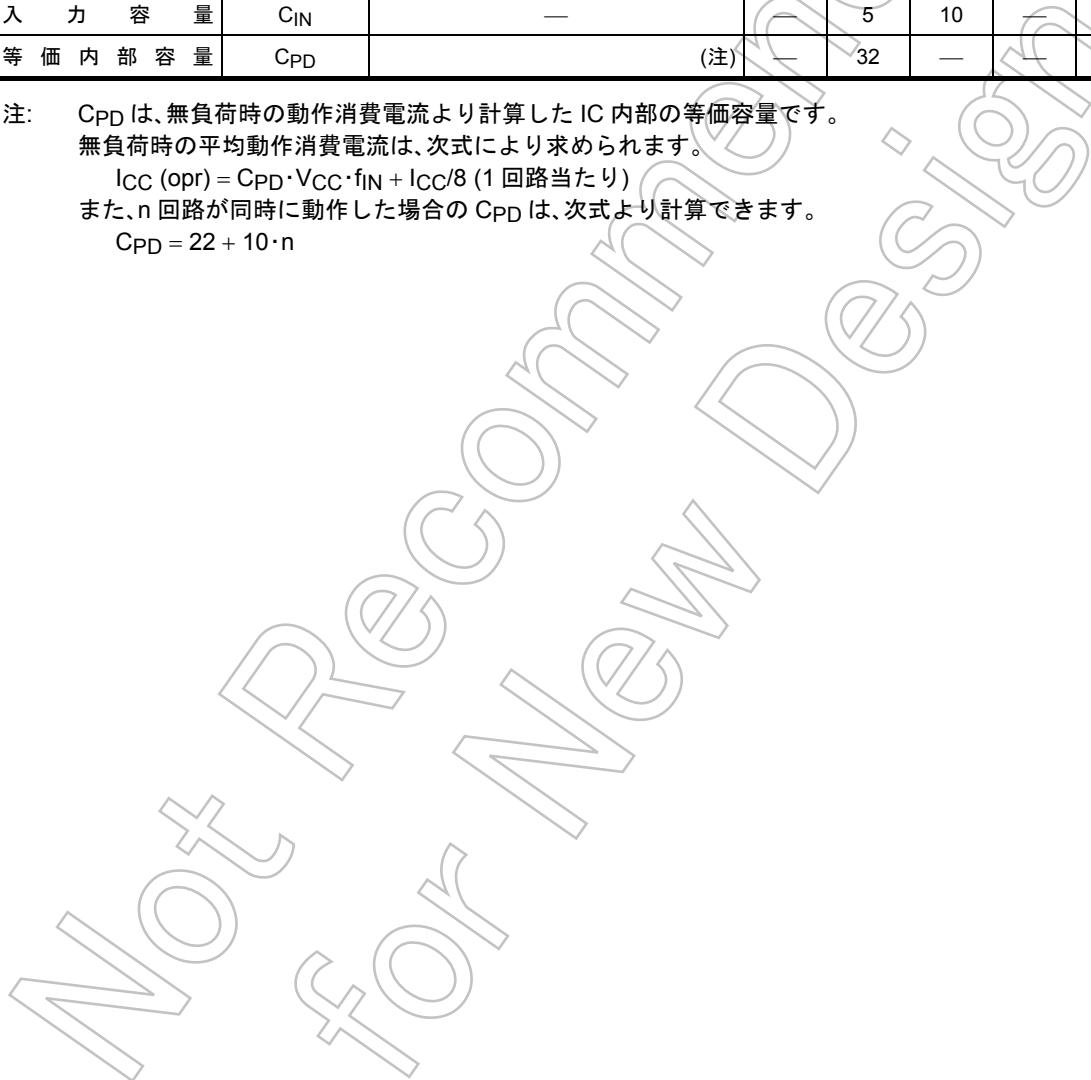 入力容量 CIN — — 5 10 —
等価内部容量 CPD (注) — 32 — —
注: CPD は、無負荷時の動作消費電流より計算した IC 内部の等価容量です。
無負荷時の平均動作消費電流は、次式により求められます。
ICC (opr) = CPD·VCC·fIN + ICC/8 (1 回路当たり)
また、n 回路が同時に動作した場合の CPD は、次式より計算できます。
CPD = 22 + 10·n
Not Recommend
for New Design